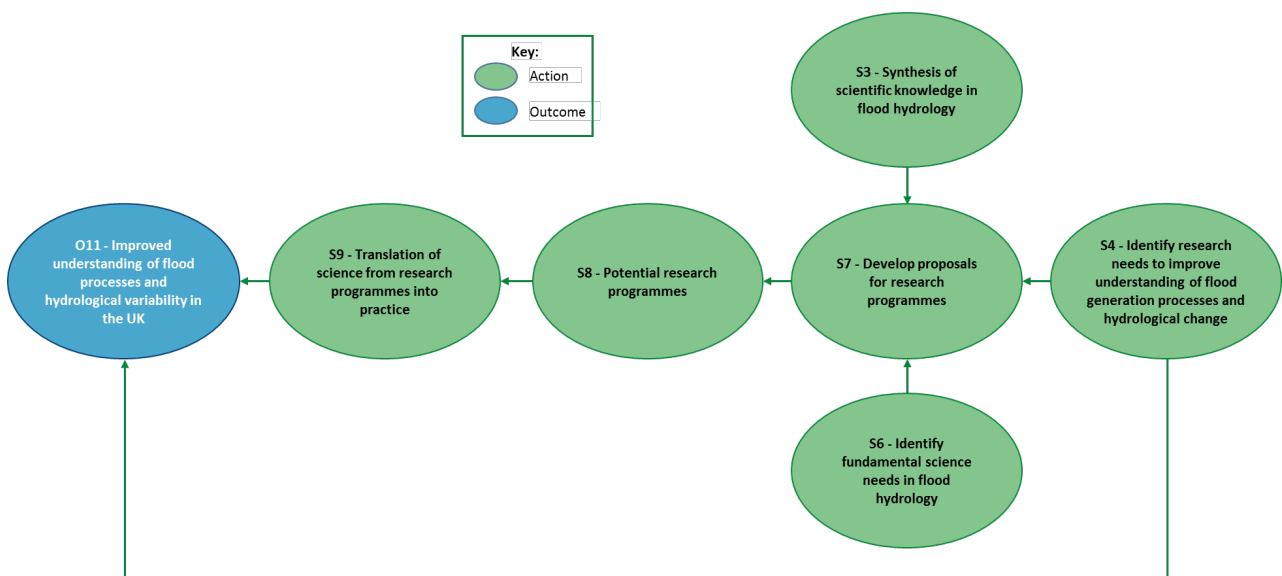 Key:
Action
Outcome
S3 - Synthesis of
scientific knowledge in
flood hydrology
O11 - Improved
understanding of flood
processes and
hydrological variability in
the UK
S9 - Translation of
science from research
programmes into
practice
S8 - Potential research
programmes
S7 - Develop proposals
for research
programmes
S4 - Identify research
needs to improve
understanding of flood
generation processes and
hydrological change
S6 - Identify
fundamental science
needs in flood
hydrology